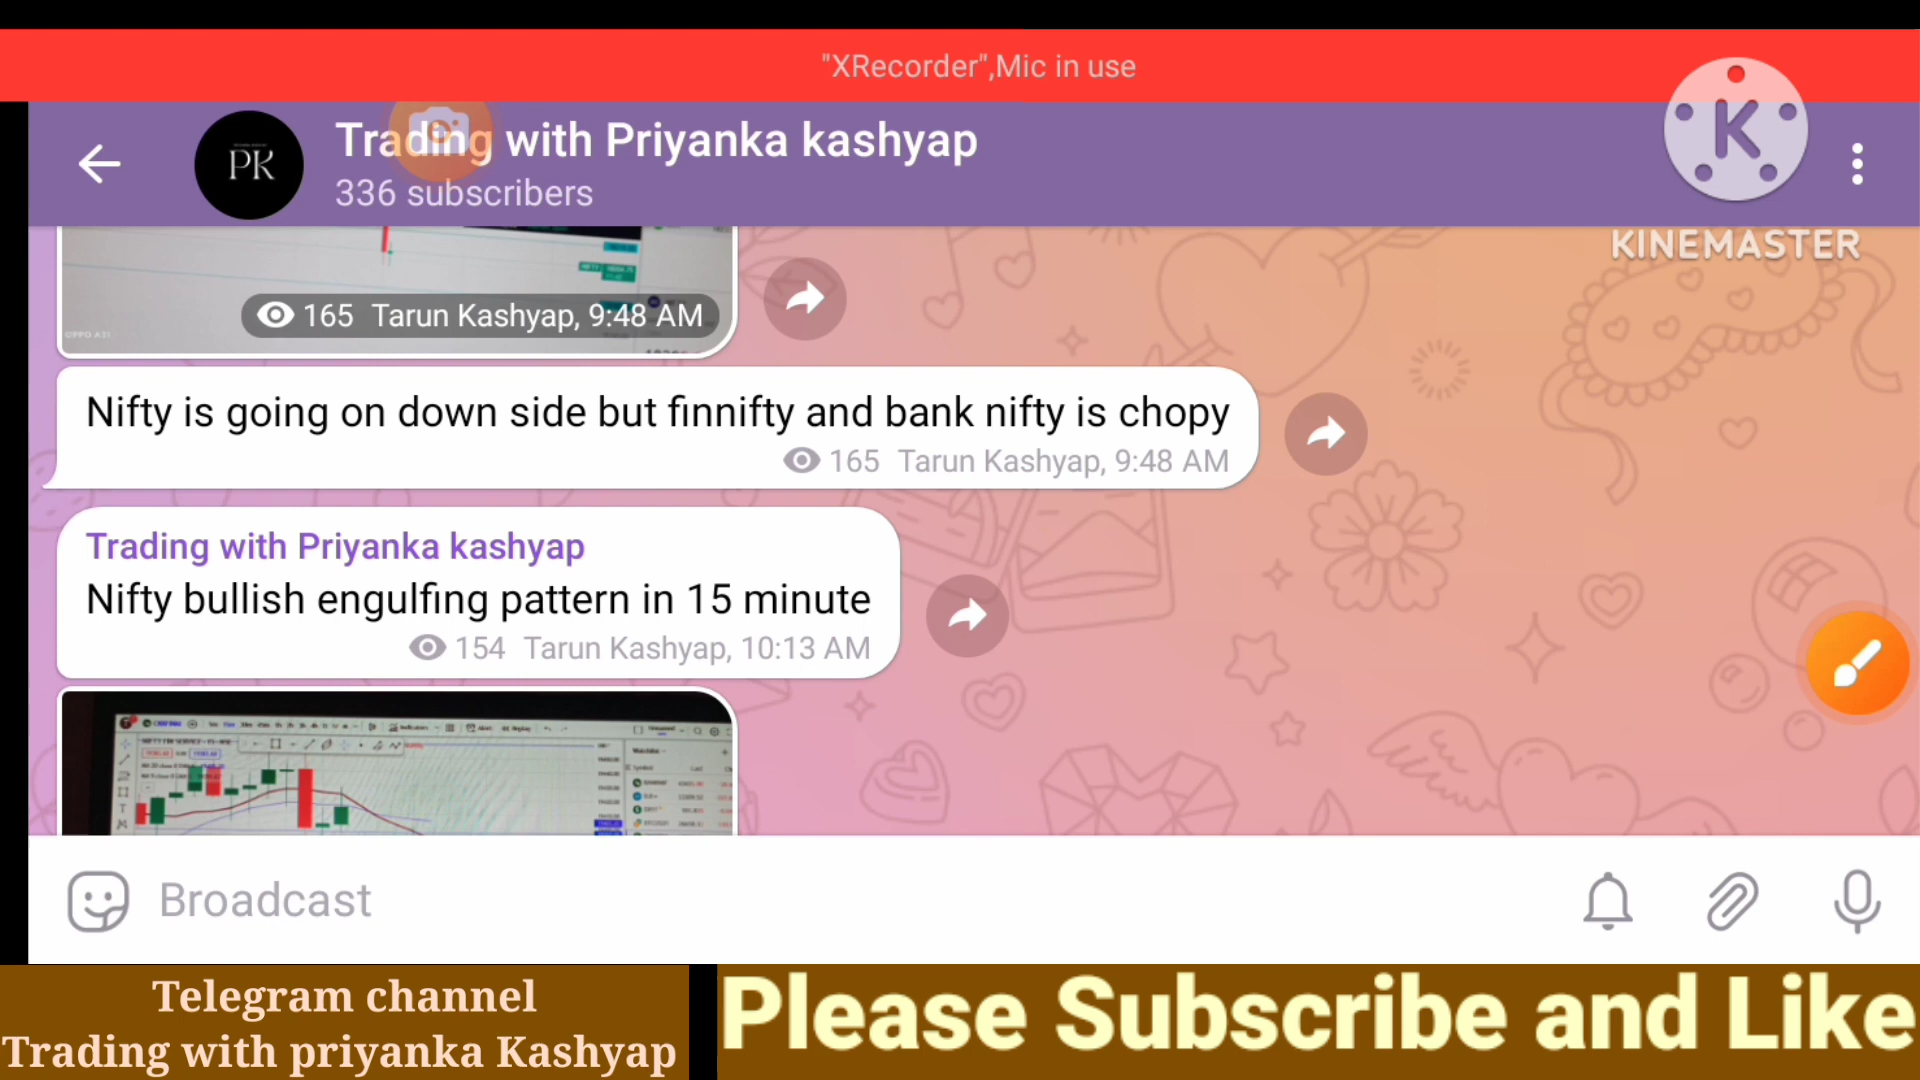 "XRecorder",Mic in use
PK
Trading with Priyanka kashyap
336 subscribers
K
KINEMASTER
165 Tarun Kashyap, 9:48 AM
OPPO A31
Nifty is going on down side but finnifty and bank nifty is chopy
165 Tarun Kashyap, 9:48 AM
Trading with Priyanka kashyap
Nifty bullish engulfing pattern in 15 minute
154 Tarun Kashyap, 10:13 AM
Broadcast
Telegram channel
Trading with priyanka Kashyap
Please Subscribe and Like